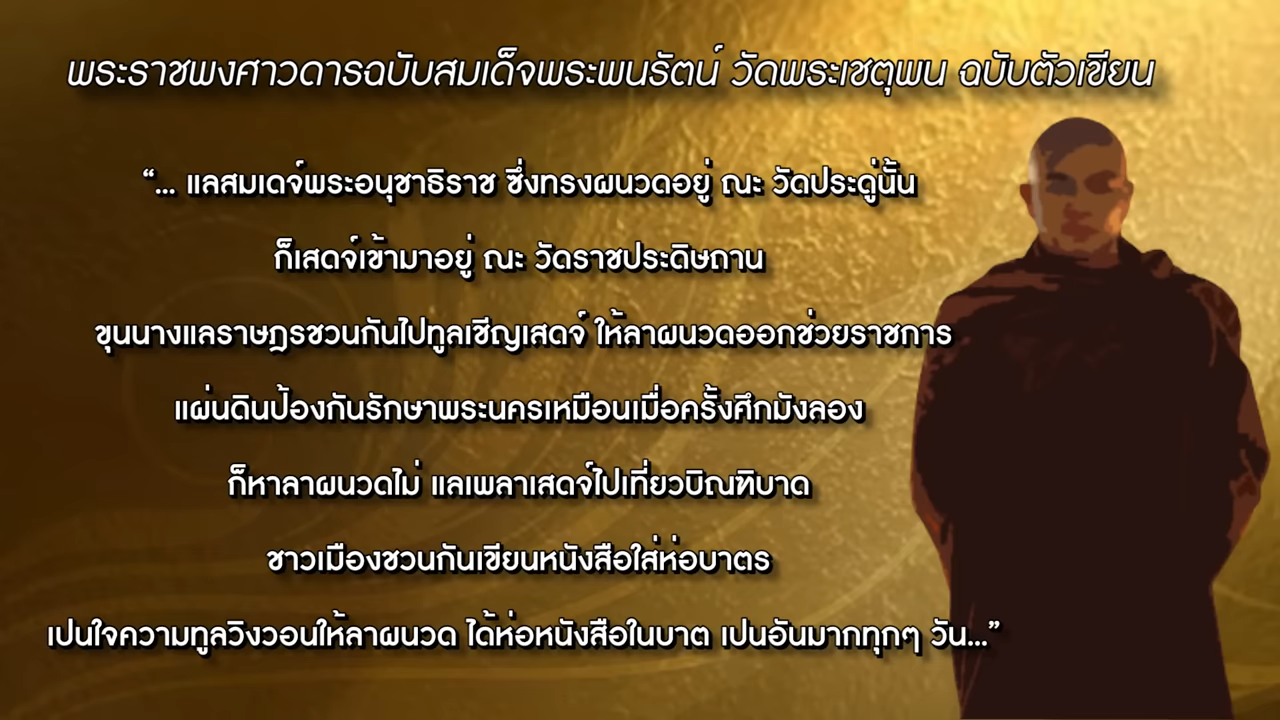 พระราชพงศาวดารฉบับสมเด็จพระพนรัตน์ วัดพระเชตุพน ฉบับตัวเขียน
“... แลสมเดจ์พระอนุชาธิราช ซึ่งทรงผนวดอยู่ ณะ วัดประดู่นั้น
ก็เสดจ์เข้ามาอยู่ ณะ วัดราชประดิษถาน
ขุนนางแลราษฎรชวนกันไปทูลเชีญเสดจ์ ให้ลาผนวดออกช่วยราชการ
แผ่นดินป้องกันรักษาพระนครเหมือนเมื่อครั้งศึกมังลอง
ก็หาลาผนวดไม่ แลเพลาเสดจ์ไปเที่ยวบิณฑิบาด
ชาวเมืองชวนกันเขียนหนังสือใส่ห่อบาตร
เปนใจความทูลวิงวอนให้ลาผนวด ได้ห่อหนังสือในบาต เปนอันมากทุกๆ วัน...”